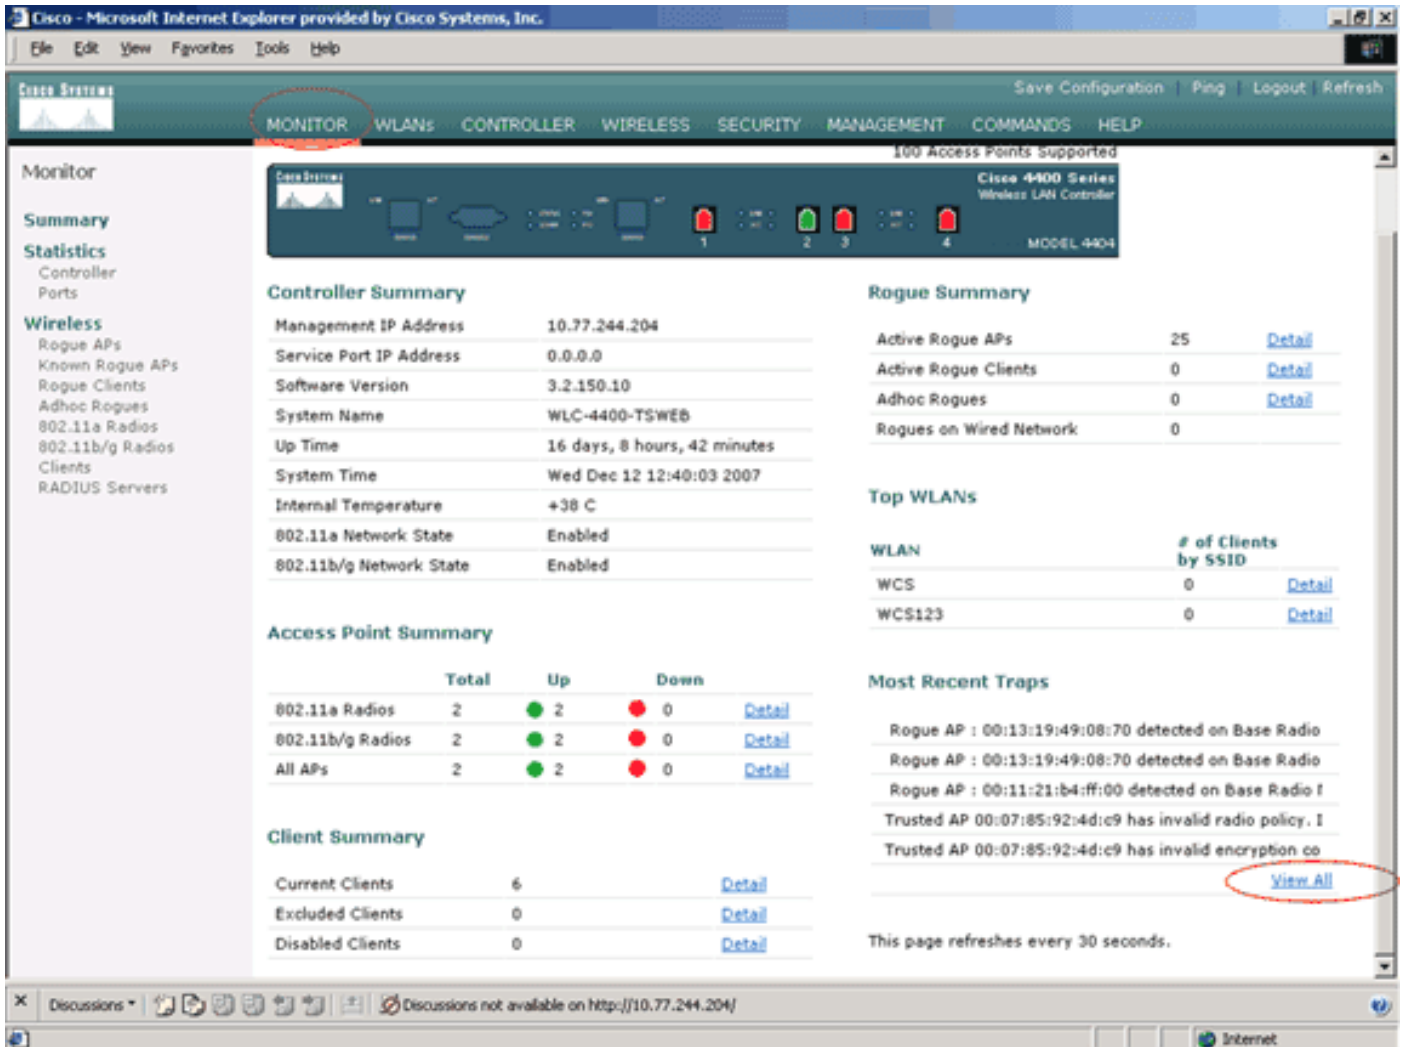 Cisco - Microsoft Internet Explorer provided by Cisco Systems, Inc.
File Edit View Favorites Tools Help
CISCO SYSTEMS
Save Configuration | Ping | Logout | Refresh
MONITOR WLANs CONTROLLER WIRELESS SECURITY MANAGEMENT COMMANDS HELP
Monitor
Summary
Statistics
Controller
Ports
Wireless
Rogue APs
Known Rogue APs
Rogue Clients
Adhoc Rogues
802.11a Radios
802.11b/g Radios
Clients
RADIUS Servers
100 Access Points Supported
CISCO SYSTEMS
Cisco 4400 Series
Wireless LAN Controller
1 2 3 4
MODEL 4404
Controller Summary
Management IP Address 10.77.244.204
Service Port IP Address 0.0.0.0
Software Version 3.2.150.10
System Name WLC-4400-TSWEB
Up Time 16 days, 8 hours, 42 minutes
System Time Wed Dec 12 12:40:03 2007
Internal Temperature +38 C
802.11a Network State Enabled
802.11b/g Network State Enabled
Access Point Summary
Total Up Down
802.11a Radios 2 2 0 Detail
802.11b/g Radios 2 2 0 Detail
All APs 2 2 0 Detail
Client Summary
Current Clients 6 Detail
Excluded Clients 0 Detail
Disabled Clients 0 Detail
Rogue Summary
Active Rogue APs 25 Detail
Active Rogue Clients 0 Detail
Adhoc Rogues 0 Detail
Rogues on Wired Network 0
Top WLANs
WLAN # of Clients by SSID
WCS 0 Detail
WCS123 0 Detail
Most Recent Traps
Rogue AP : 00:13:19:49:08:70 detected on Base Radio
Rogue AP : 00:13:19:49:08:70 detected on Base Radio
Rogue AP : 00:11:21:b4:ff:00 detected on Base Radio
Trusted AP 00:07:85:92:4d:c9 has invalid radio policy. I
Trusted AP 00:07:85:92:4d:c9 has invalid encryption co
View All
This page refreshes every 30 seconds.
Discussions Discussions not available on http://10.77.244.204/
Internet